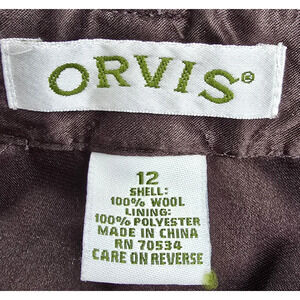 ORVIS®
12
SHELL:
100% WOOL
LINING:
100% POLYESTER
MADE IN CHINA
RN 70534
CARE ON REVERSE